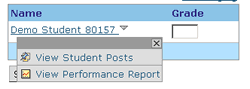 Name Grade
Demo Student 80157
View Student Posts
View Performance Report